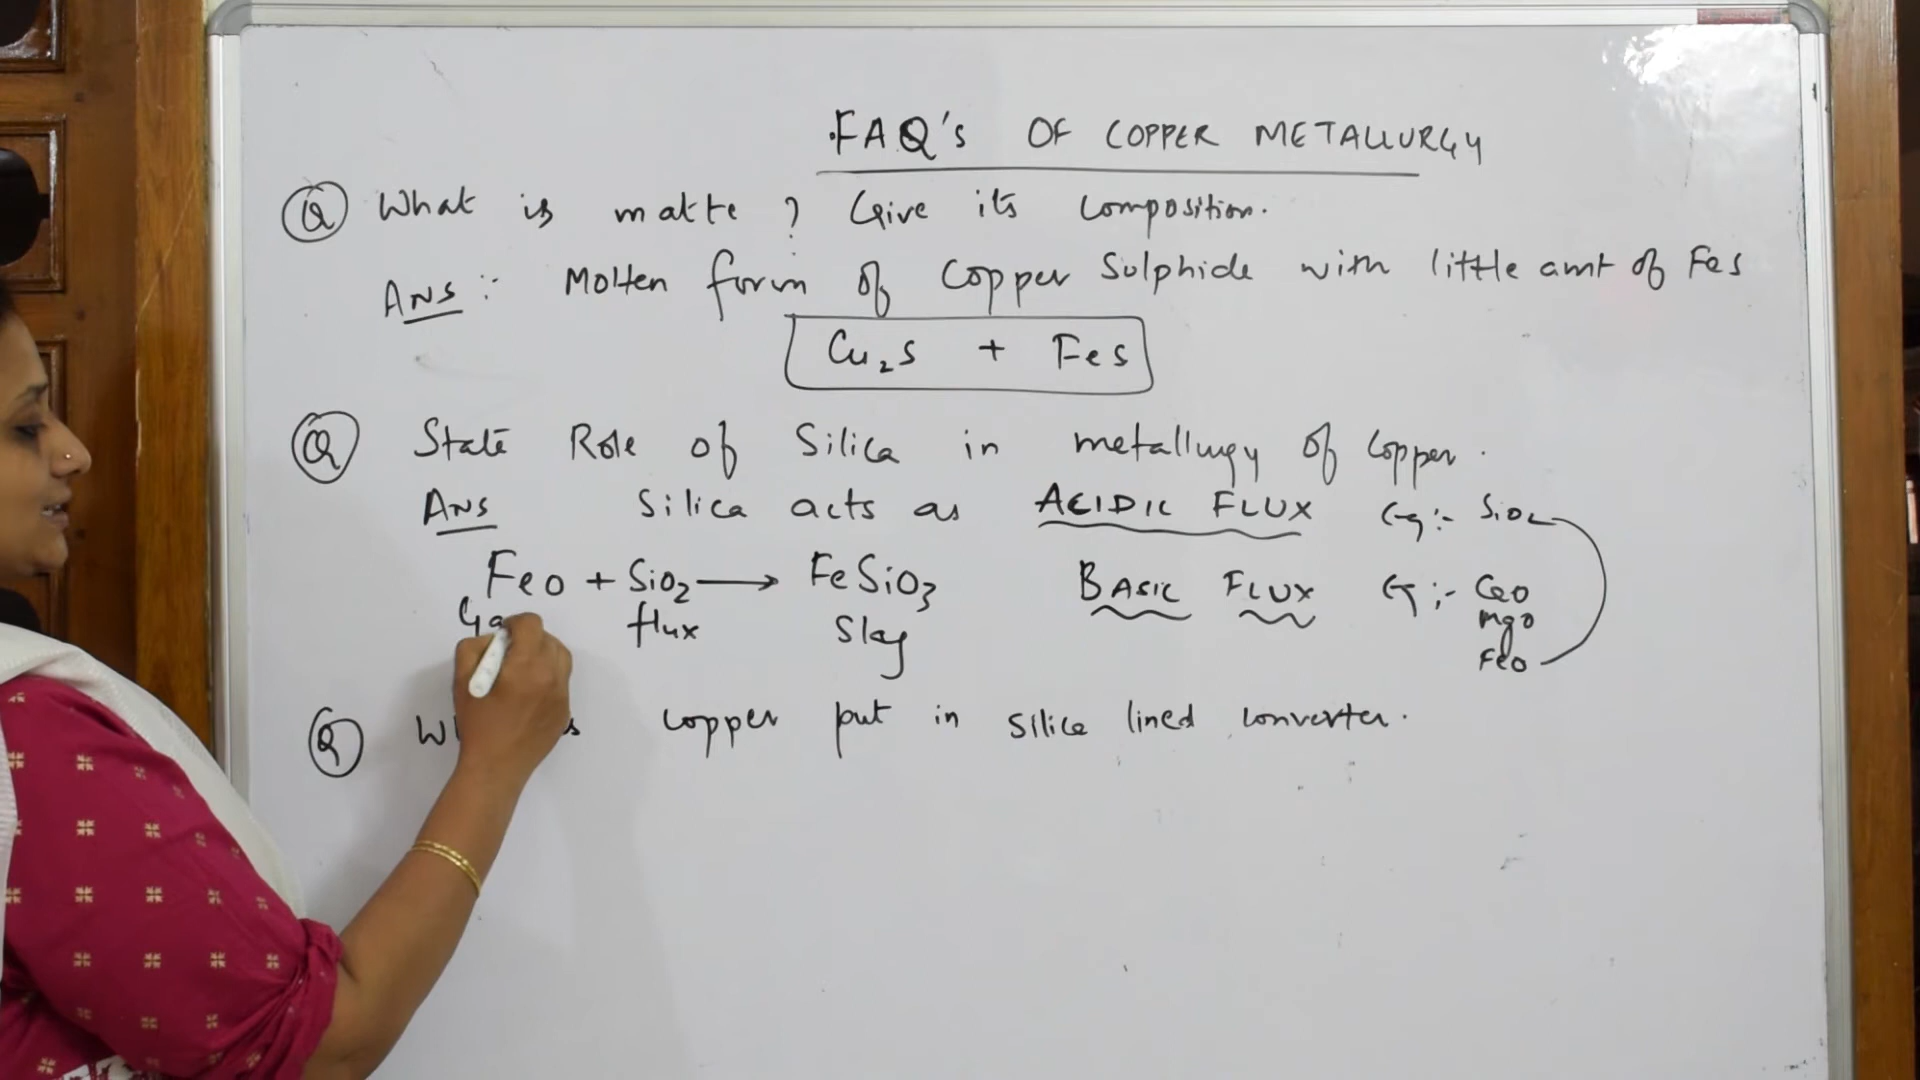 FAQ's OF COPPER METALLURGY
Q What is matte ? Give its composition.
ANS :- Molten form of Copper Sulphide with little amt of FeS
Cu2S + FeS
Q State Role of Silica in metallurgy of Copper.
ANS Silica acts as ACIDIC FLUX Eg :- SiO2
FeO + SiO2 → FeSiO3 BASIC FLUX Eg :- CaO
Ga flux Slag MgO
FeO
Q copper put in silica lined converter.